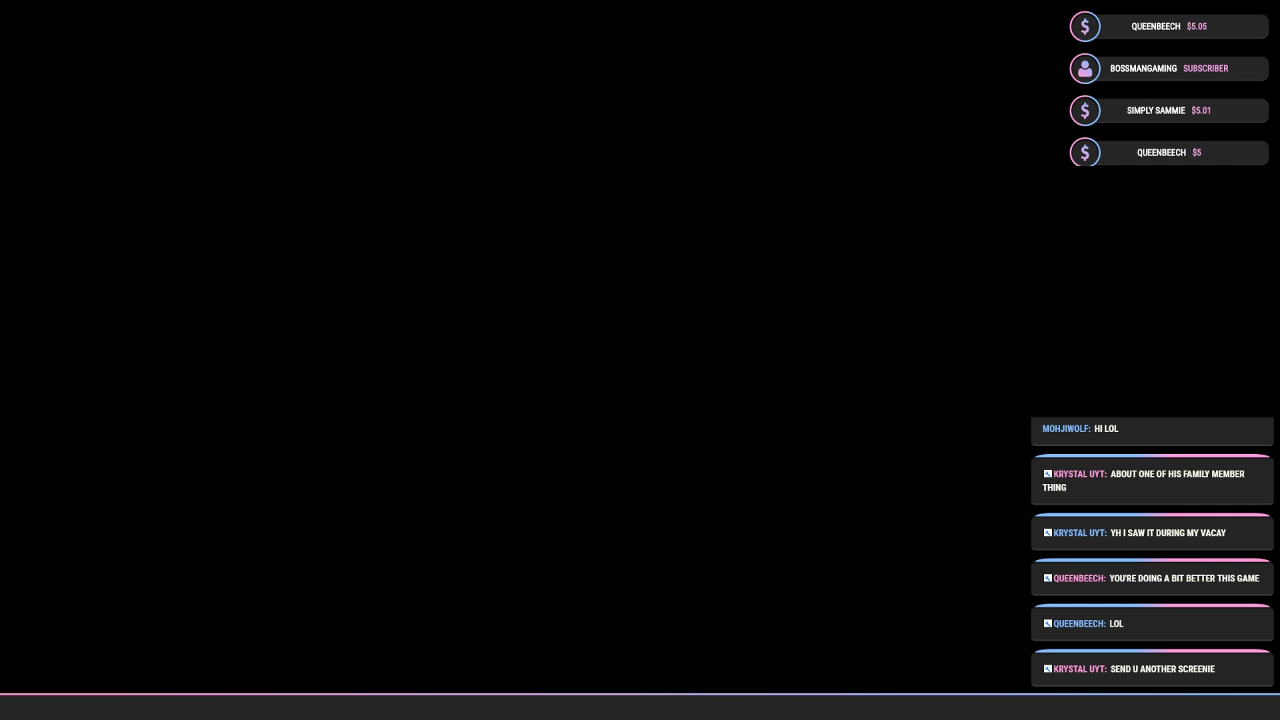 QUEENBEECH $5.05
BOSSMANGAMING SUBSCRIBER
SIMPLY SAMMIE $5.01
QUEENBEECH $5
MOHJIWOLF: HI LOL
KRYSTAL UYT: ABOUT ONE OF HIS FAMILY MEMBER
THING
KRYSTAL UYT: YH I SAW IT DURING MY VACAY
QUEENBEECH: YOU'RE DOING A BIT BETTER THIS GAME
QUEENBEECH: LOL
KRYSTAL UYT: SEND U ANOTHER SCREENIE